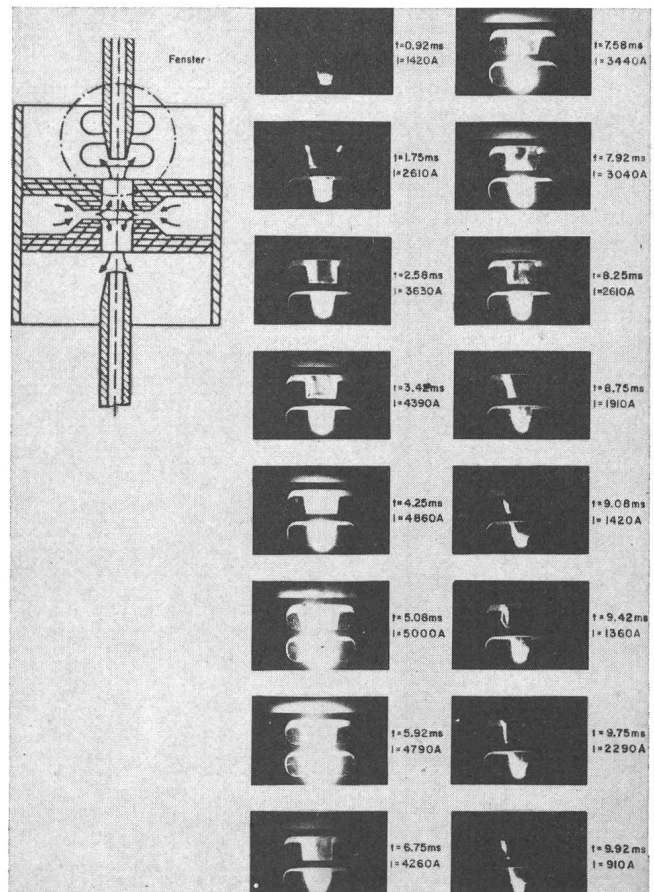 Fenster
t=0.92ms
I=1420A
t=1.75ms
I=2610A
t=2.58ms
I=3630A
t=3.42ms
I=4390A
t=4.25ms
I=4860A
t=5.08ms
I=5000A
t=5.92ms
I=4790A
t=6.75ms
I=4260A
t=7.58ms
I=3440A
t=7.92ms
I=3040A
t=8.25ms
I=2610A
t=8.75ms
I=1910A
t=9.08ms
I=1420A
t=9.42ms
I=1360A
t=9.75ms
I=2290A
t=9.92ms
I=910A